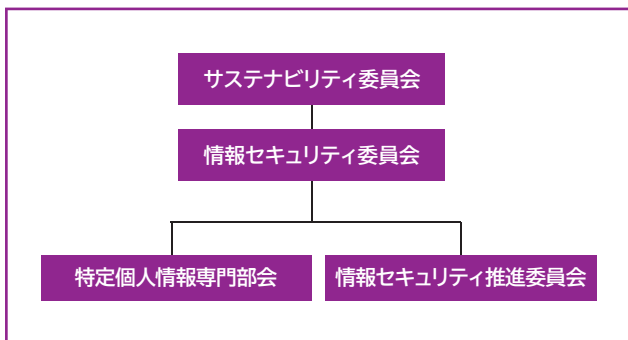 サステナビリティ委員会
情報セキュリティ委員会
特定個人情報専門部会
情報セキュリティ推進委員会